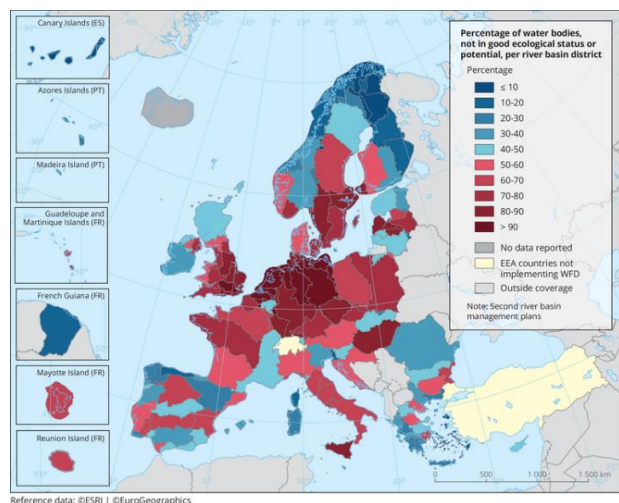 Canary Islands (ES)
Azores Islands (PT)
Madeira Island (PT)
Guadeloupe and
Martinique Islands (FR)
French Guiana (FR)
Mayotte Island (FR)
Reunion Island (FR)
Percentage of water bodies,
not in good ecological status or
potential, per river basin district
Percentage
≤ 10
10-20
20-30
30-40
40-50
50-60
60-70
70-80
80-90
> 90
No data reported
EEA countries not
implementing WFD
Outside coverage
Note: Second river basin
management plans
0 500 1 000 1 500 km
Reference data: ©ESRI | ©EuroGeographics